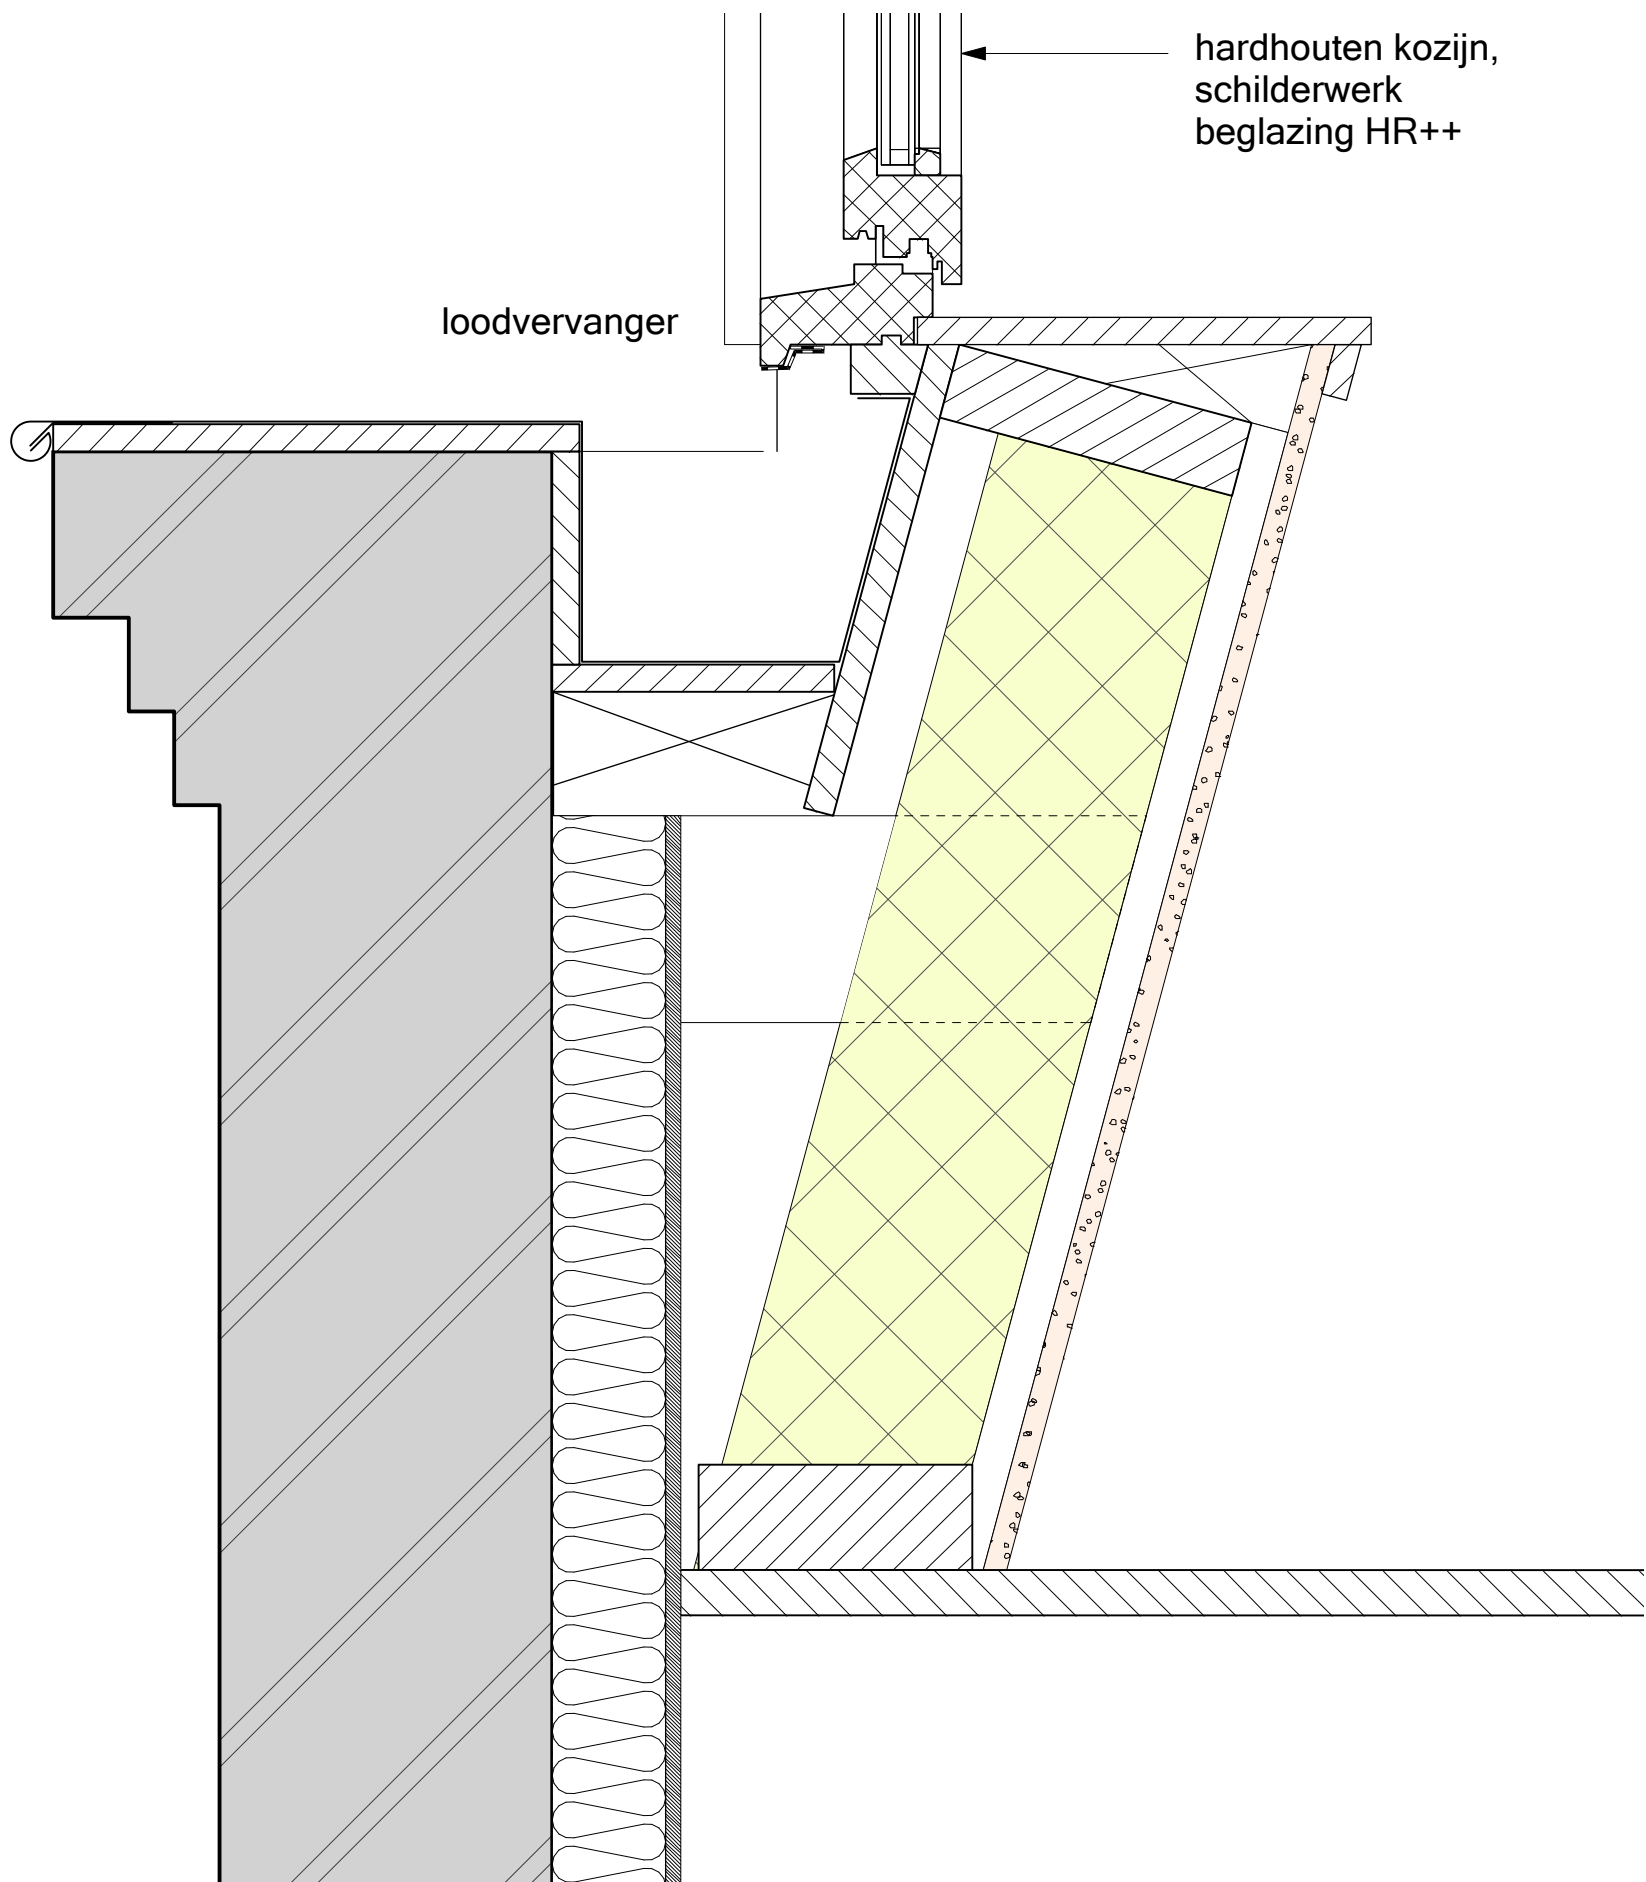 hardhouten kozijn,
schilderwerk
beglazing HR++
loodvervanger